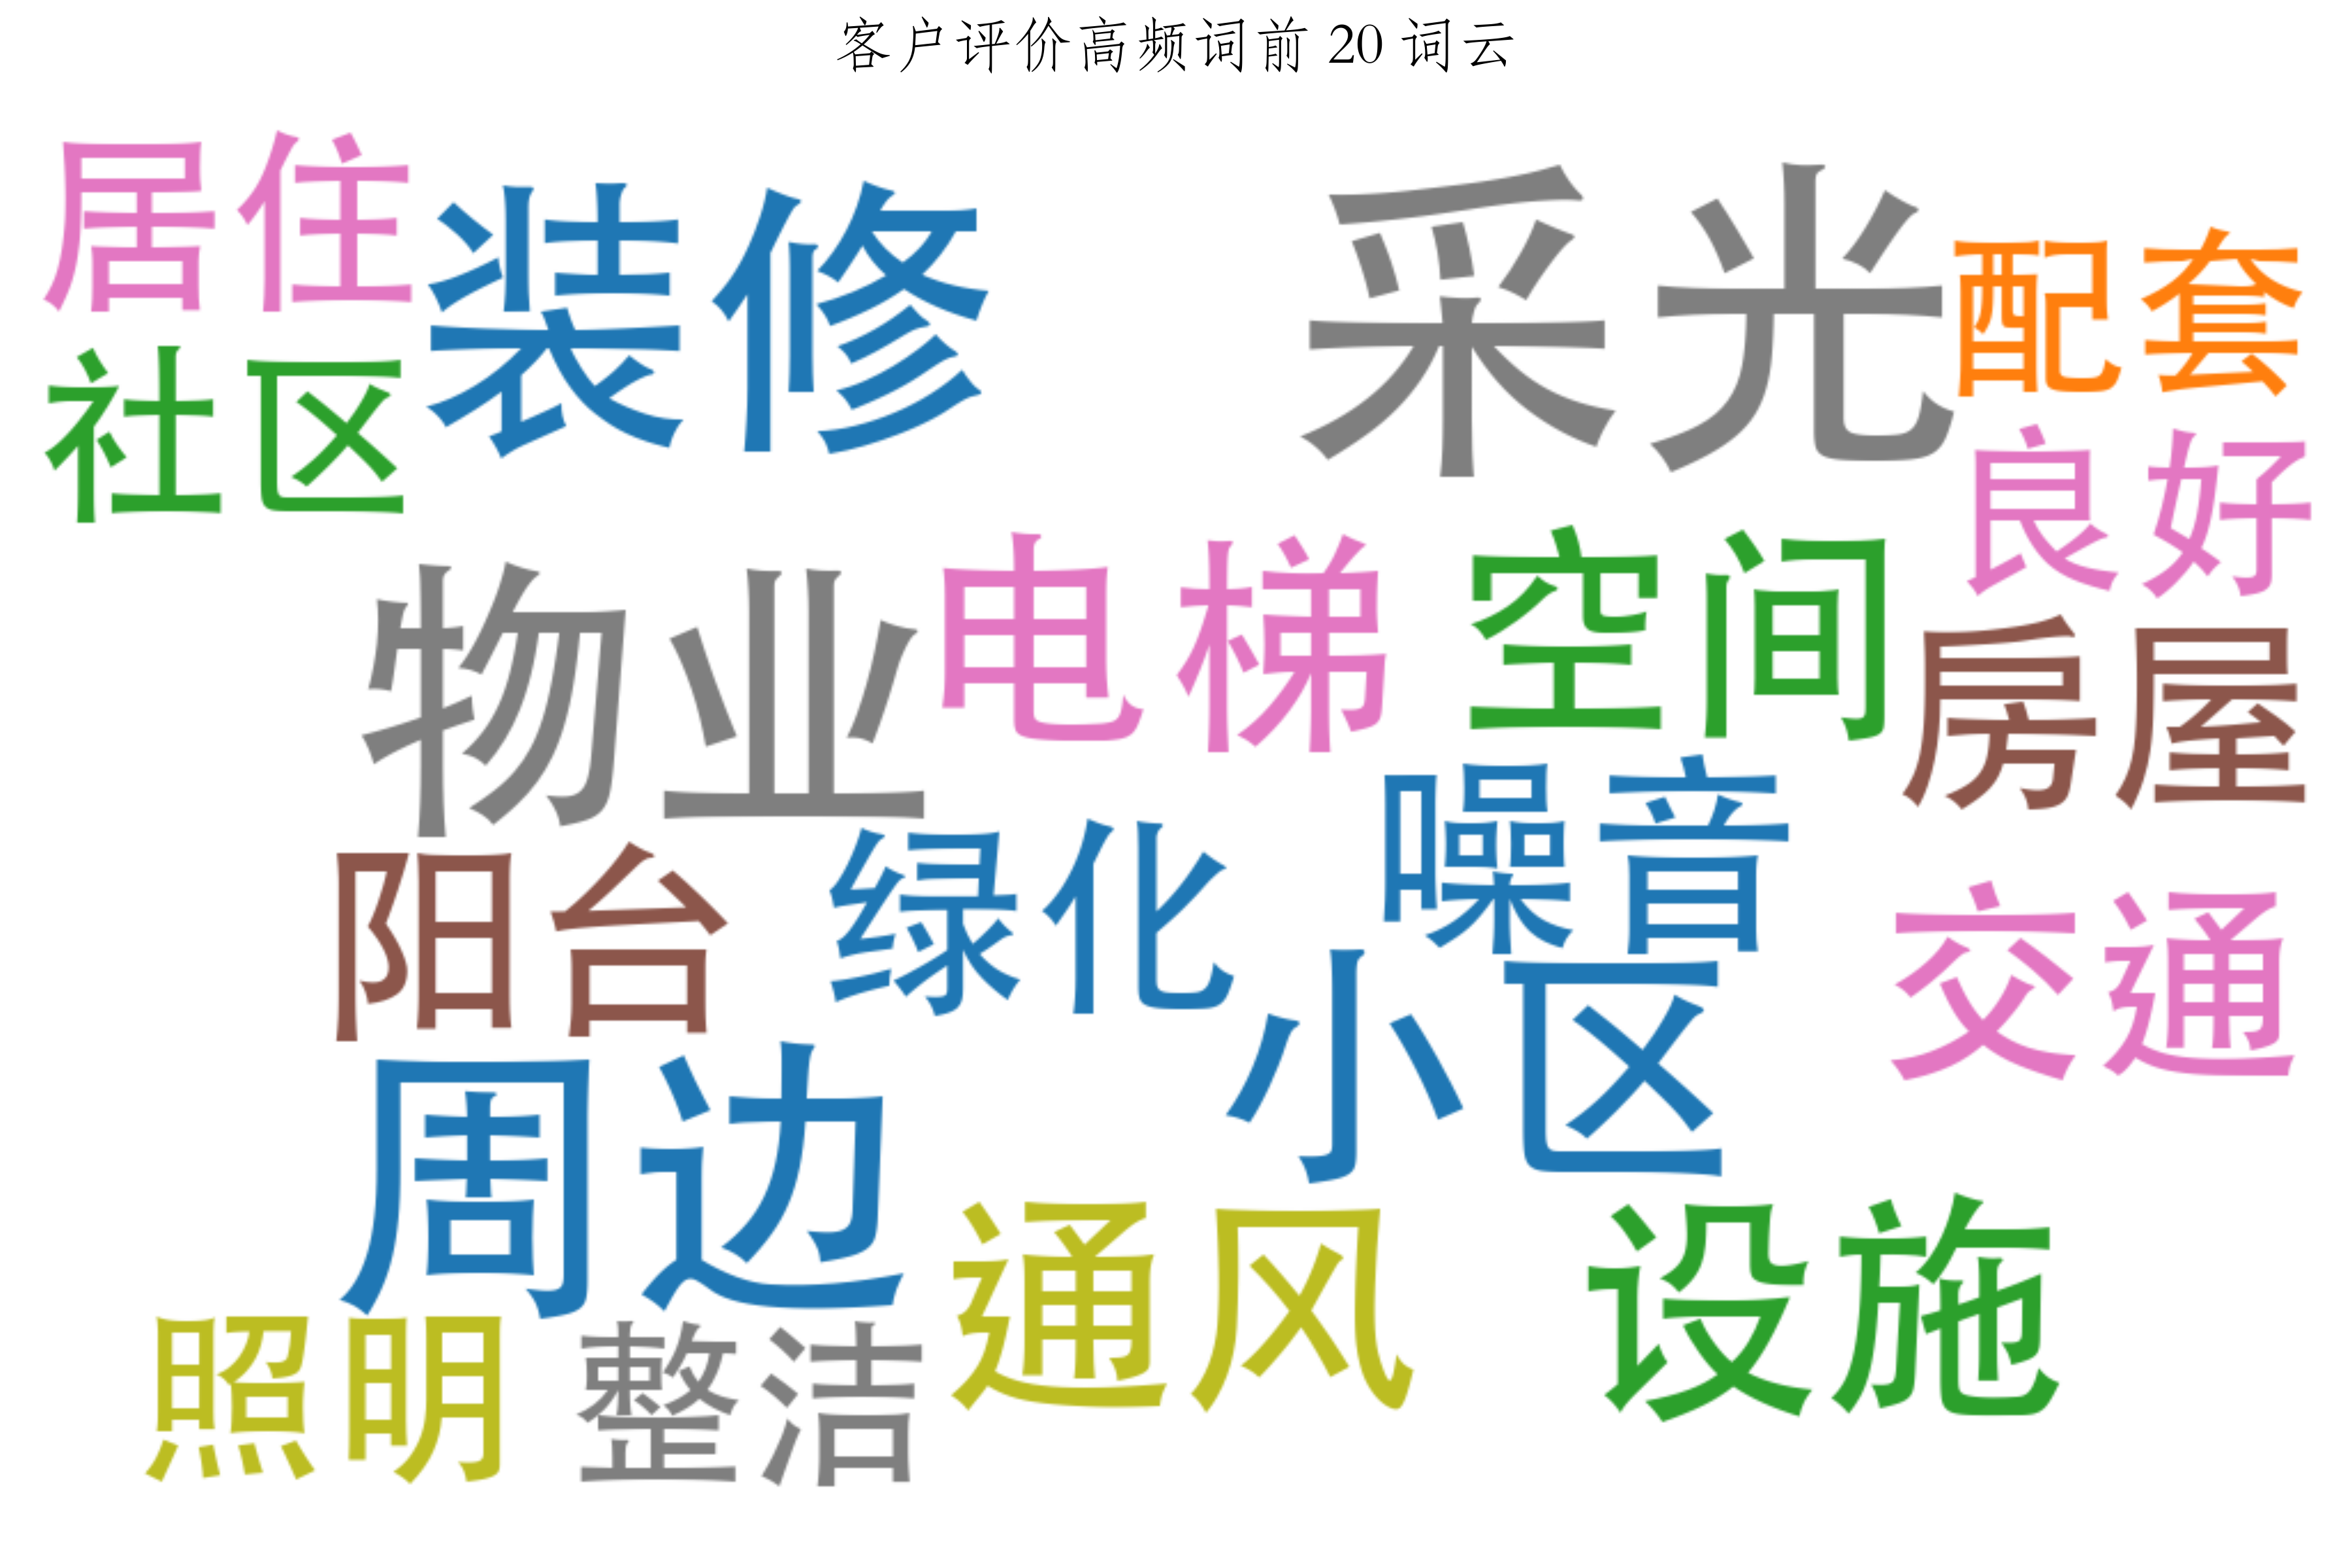 客户评价高频词前 20 词云
居住
装修
采光
配套
社区
良好
物业
电梯
空间
房屋
噪音
阳台
绿化
交通
小区
周边
通风
设施
照明
整洁